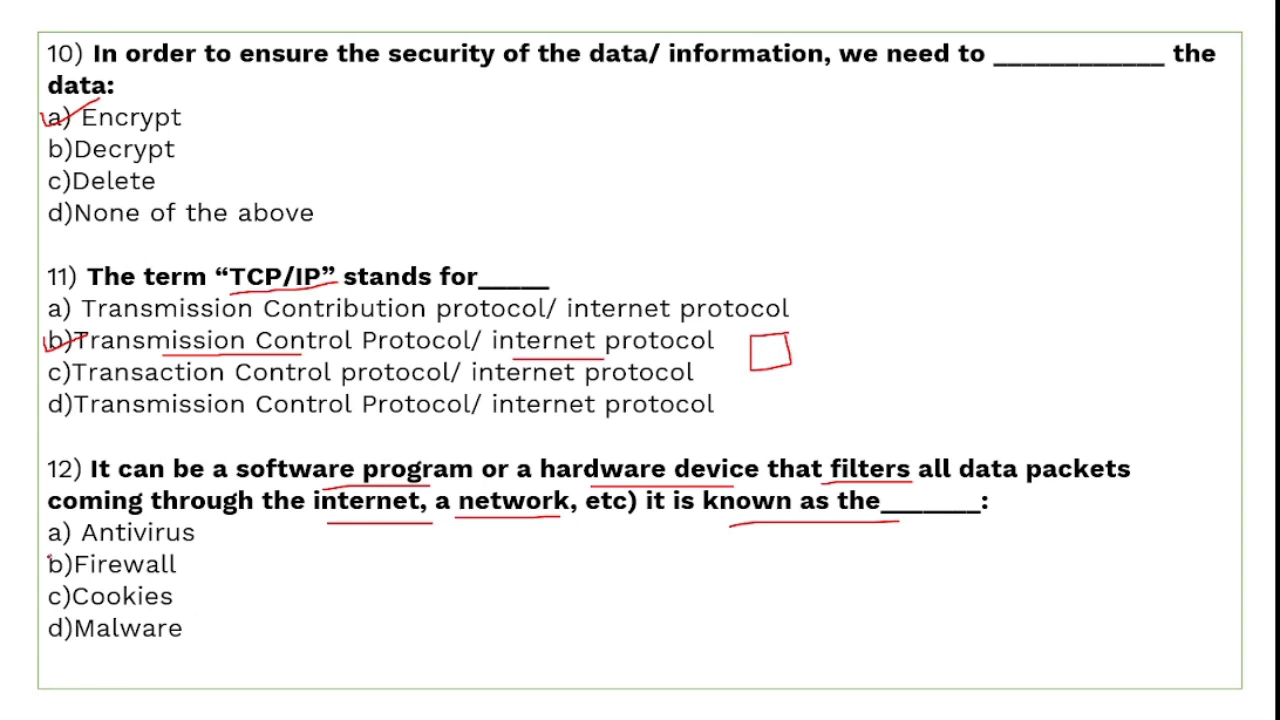 10) In order to ensure the security of the data/ information, we need to ____________ the
data:
a) Encrypt
b)Decrypt
c)Delete
d)None of the above
11) The term “TCP/IP” stands for_____
a) Transmission Contribution protocol/ internet protocol
b)Transmission Control Protocol/ internet protocol
c)Transaction Control protocol/ internet protocol
d)Transmission Control Protocol/ internet protocol
12) It can be a software program or a hardware device that filters all data packets
coming through the internet, a network, etc) it is known as the_______:
a) Antivirus
b)Firewall
c)Cookies
d)Malware